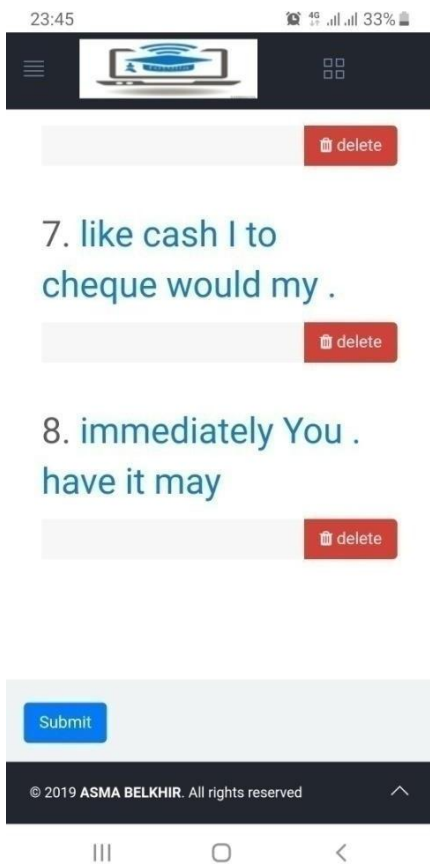 23:45 4G 33%
delete
7. like cash I to
cheque would my .
delete
8. immediately You .
have it may
delete
Submit
© 2019 ASMA BELKHIR. All rights reserved